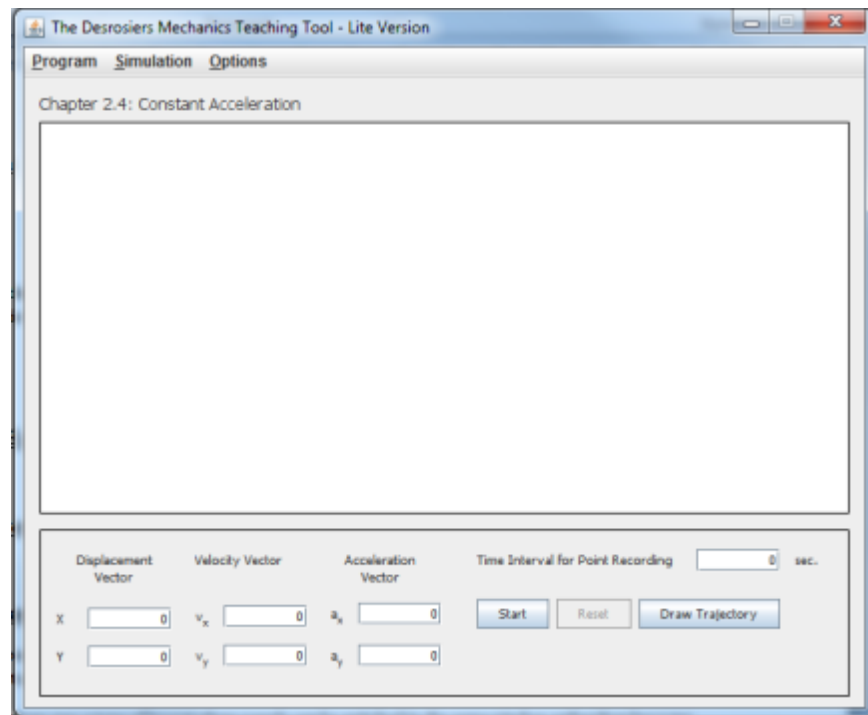 The Desrosiers Mechanics Teaching Tool - Lite Version
Program Simulation Options
Chapter 2.4: Constant Acceleration
Displacement Vector
Velocity Vector
Acceleration Vector
Time Interval for Point Recording 0 sec.
X 0 vx 0 ax 0
Start Reset Draw Trajectory
Y 0 vy 0 ay 0